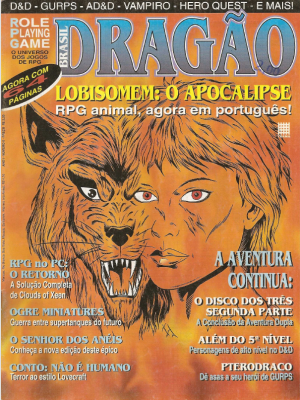 D&D - GURPS - AD&D - VAMPIRO - HERO QUEST - E MAIS!
ROLE
PLAYING
GAME
O UNIVERSO
DOS JOGOS
DE RPG
BRASIL
DRAGÃO
AGORA COM
PÁGINAS
LOBISOMEM: O APOCALIPSE
RPG animal, agora em português!
RPG no PC:
O RETORNO
A Solução Completa
de Clouds of Xeen
OGRE MINIATURES
Guerra entre supertanques do futuro
O SENHOR DOS ANÉIS
Conheça a nova edição deste épico
CONTO: NÃO É HUMANO
Terror ao estilo Lovecraft
A AVENTURA
CONTINUA:
O DISCO DOS TRÊS
SEGUNDA PARTE
A Conclusão da Aventura Dupla
ALÉM DO 5º NÍVEL
Personagens de alto nível no D&D
PTERODRACO
Dê asas a seu herói de GURPS